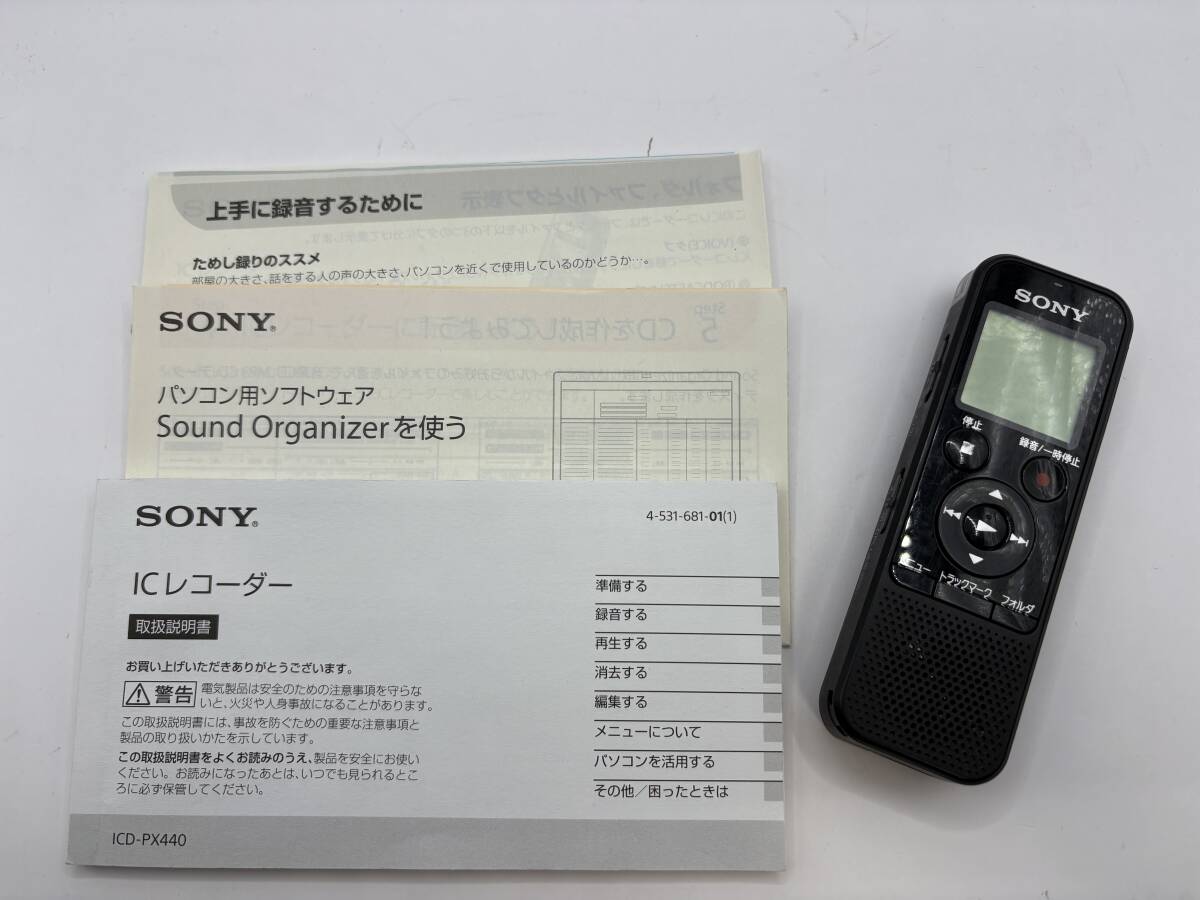 上手に録音するために
ためし録りのススメ
部屋の大きさ、話をする人の声の大きさ、パソコンを近くで使用しているのかどうか…。
SONY®
パソコン用ソフトウェア
Sound Organizerを使う
SONY®
4-531-681-01(1)
ICレコーダー
取扱説明書
お買い上げいただきありがとうございます。
警告
電気製品は安全のための注意事項を守らな
いと、火災や人身事故になることがあります。
この取扱説明書には、事故を防ぐための重要な注意事項と
製品の取り扱いかたを示しています。
この取扱説明書をよくお読みのうえ、製品を安全にお使い
ください。お読みになったあとは、いつでも見られるとこ
ろに必ず保管してください。
準備する
録音する
再生する
消去する
編集する
メニューについて
パソコンを活用する
その他/困ったときは
ICD-PX440
SONY
停止
録音/一時停止
メニュー
トラックマーク
フォルダ